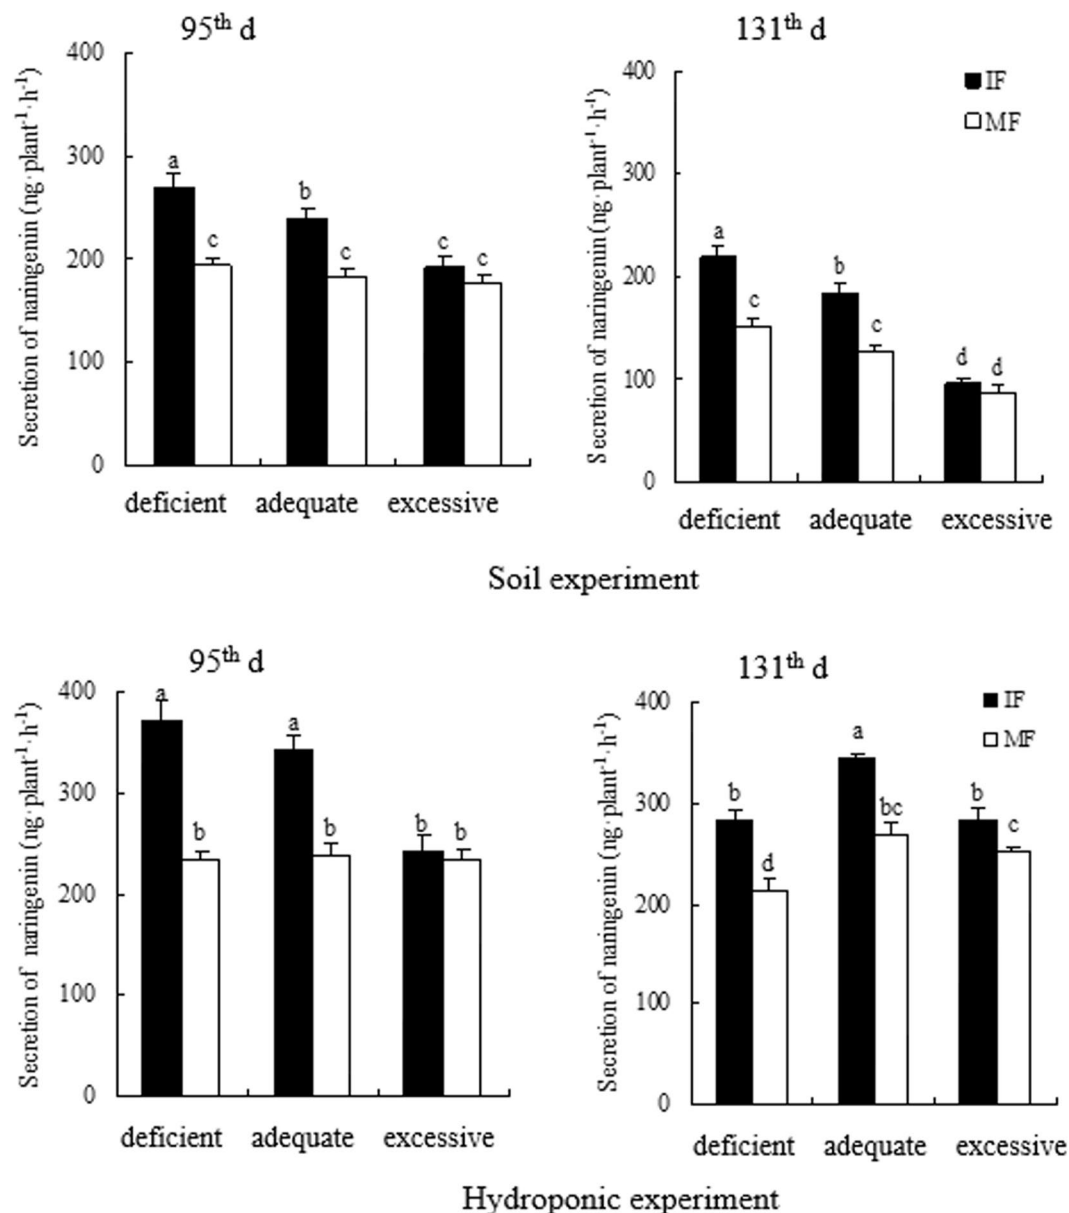 95th d
131th d
Secretion of naringenin (ng·plant-1·h-1)
400
300
200
100
0
a
c
b
c
c
c
deficient
adequate
excessive
Secretion of naringenin (ng·plant-1·h-1)
400
300
200
100
0
IF
MF
a
c
b
c
d
d
deficient
adequate
excessive
Soil experiment
95th d
131th d
Secretion of naringenin (ng·plant-1·h-1)
400
300
200
100
0
a
b
a
b
b
b
deficient
adequate
excessive
Secretion of naringenin (ng·plant-1·h-1)
400
300
200
100
0
IF
MF
b
d
a
bc
b
c
deficient
adequate
excessive
Hydroponic experiment